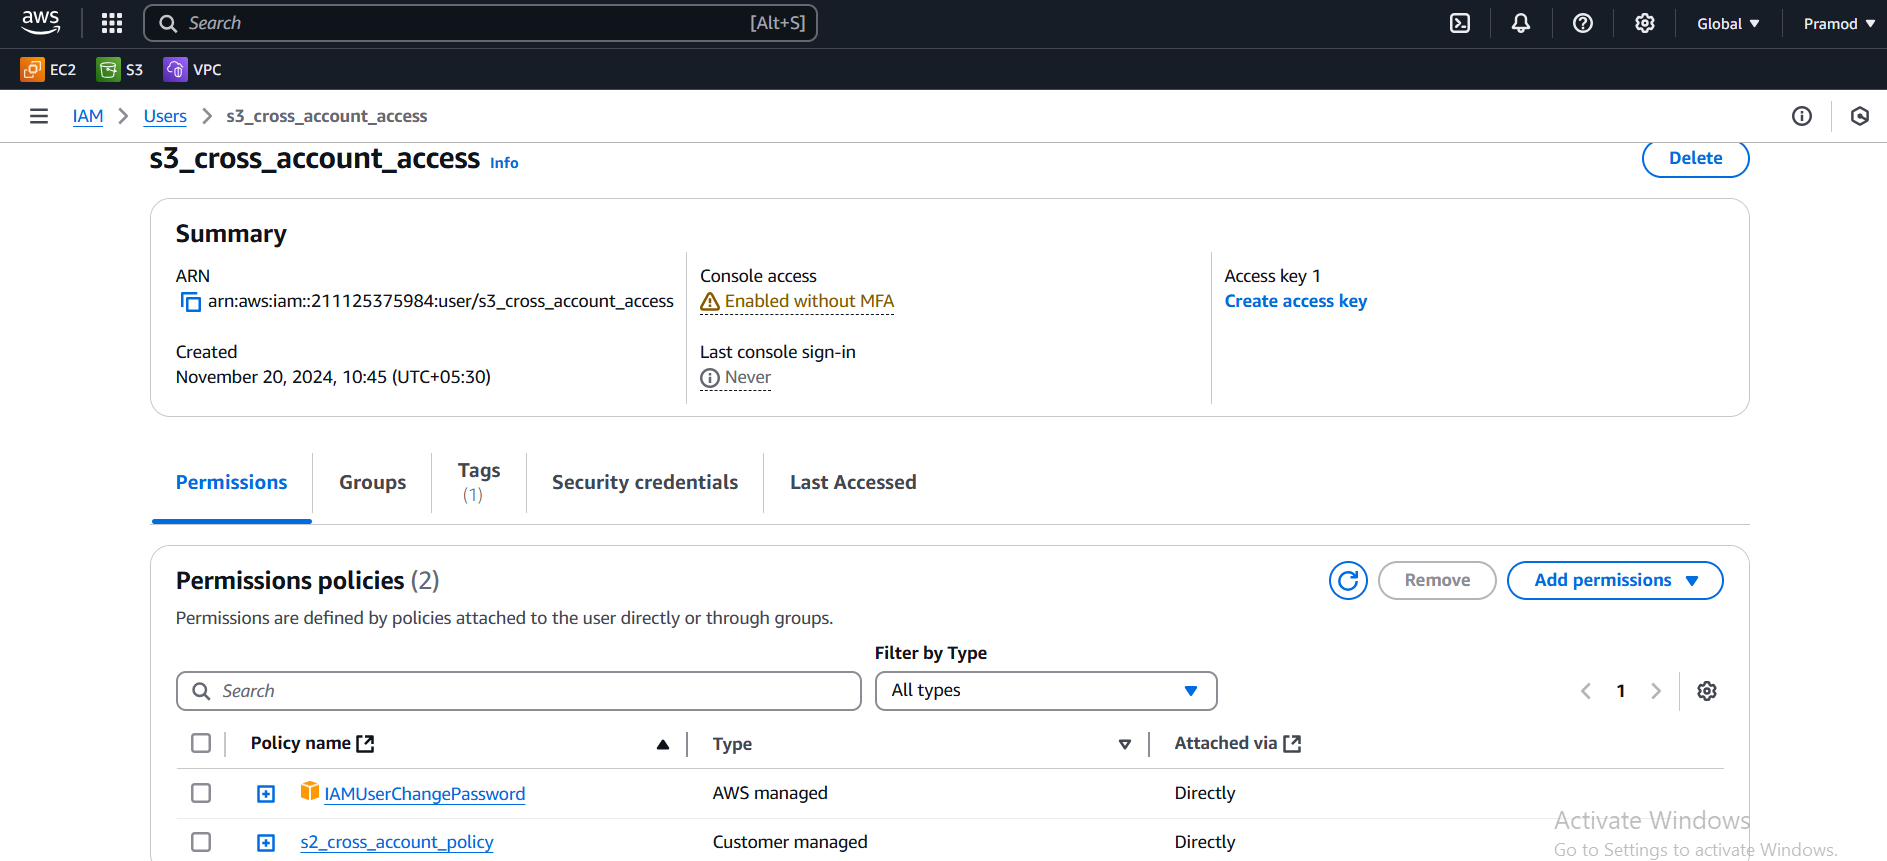 aws Search [Alt+S] Global Pramod
EC2 S3 VPC
IAM Users s3_cross_account_access
s3_cross_account_access Info Delete
Summary
ARN
arn:aws:iam::211125375984:user/s3_cross_account_access
Created
November 20, 2024, 10:45 (UTC+05:30)
Console access
Enabled without MFA
Last console sign-in
Never
Access key 1
Create access key
Permissions Groups Tags (1) Security credentials Last Accessed
Permissions policies (2) Remove Add permissions
Permissions are defined by policies attached to the user directly or through groups.
Filter by Type
Search All types 1
Policy name Type Attached via
IAMUserChangePassword AWS managed Directly
s2_cross_account_policy Customer managed Directly
Activate Windows
Go to Settings to activate Windows.